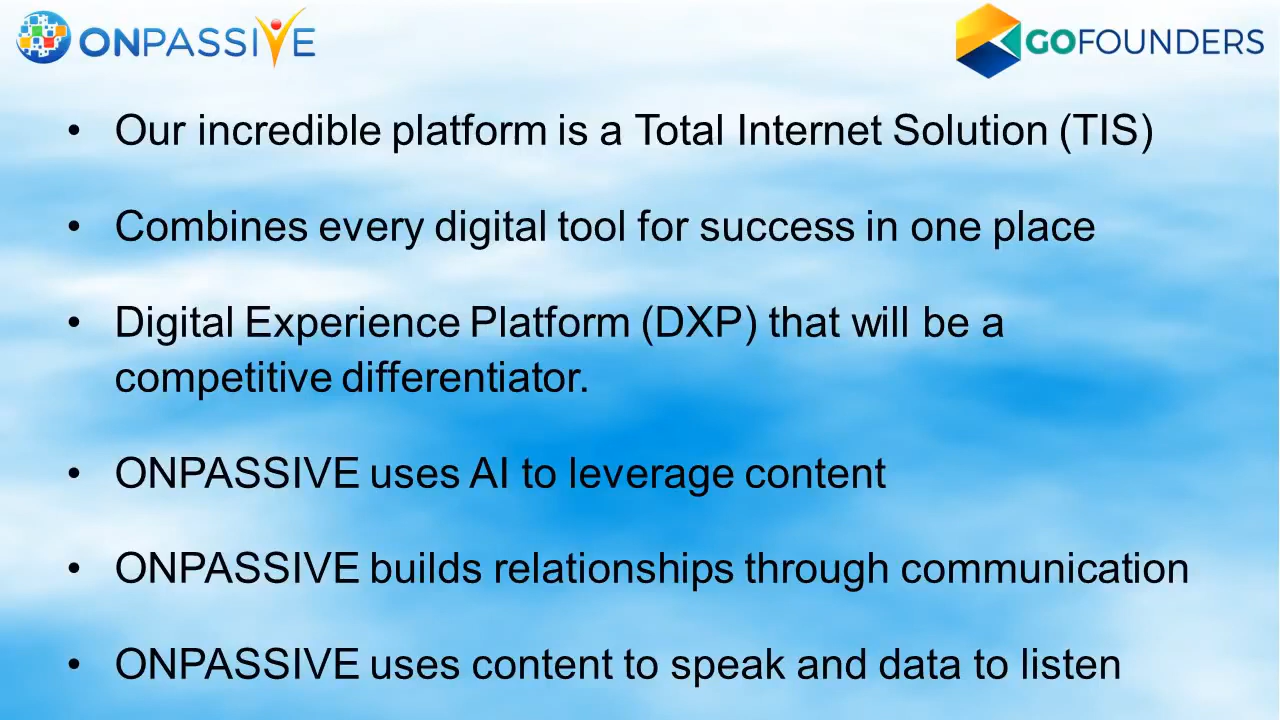 ONPASSIVE
GOFOUNDERS
• Our incredible platform is a Total Internet Solution (TIS)
• Combines every digital tool for success in one place
• Digital Experience Platform (DXP) that will be a
competitive differentiator.
• ONPASSIVE uses AI to leverage content
• ONPASSIVE builds relationships through communication
• ONPASSIVE uses content to speak and data to listen